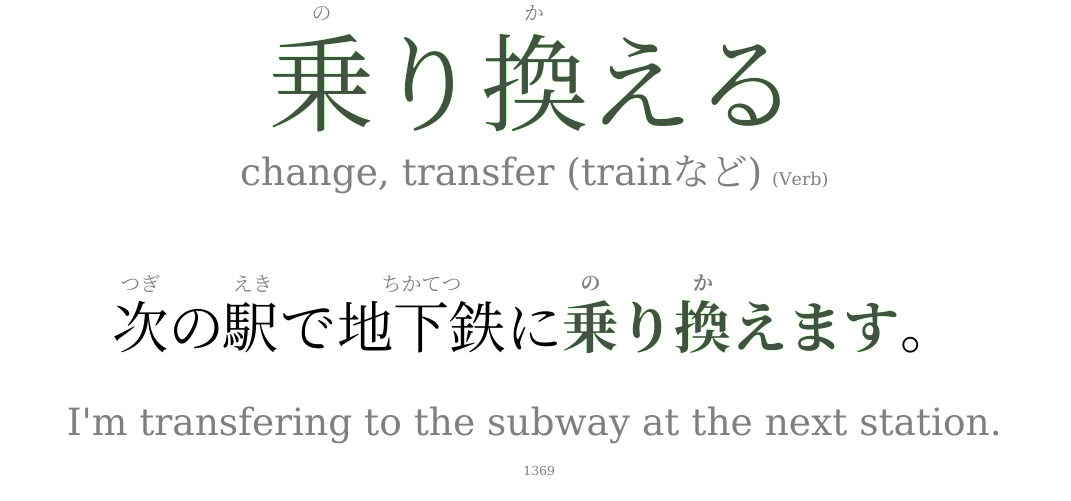 の か
乗り換える
change, transfer (trainなど) (Verb)
つぎ えき ちかてつ の か
次の駅で地下鉄に乗り換えます。
I'm transfering to the subway at the next station.
1369